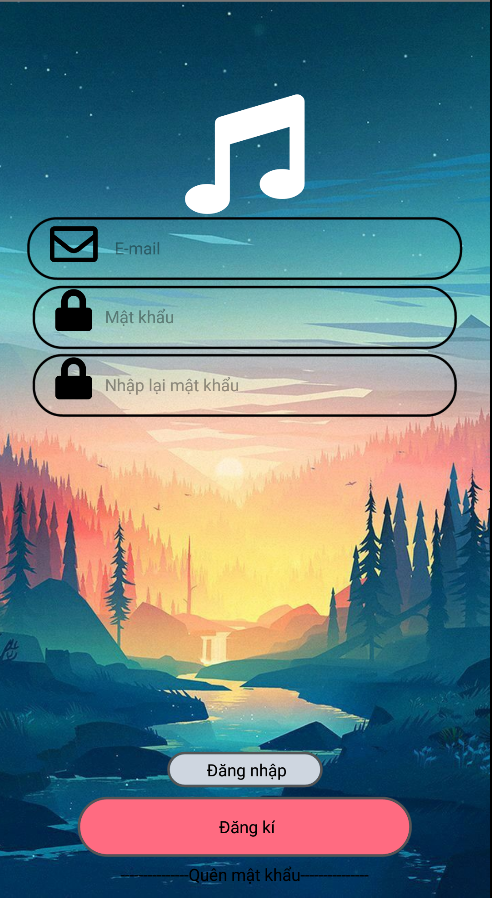 E-mail
Mật khẩu
Nhập lại mật khẩu
Đăng nhập
Đăng kí
---------------Quên mật khẩu---------------